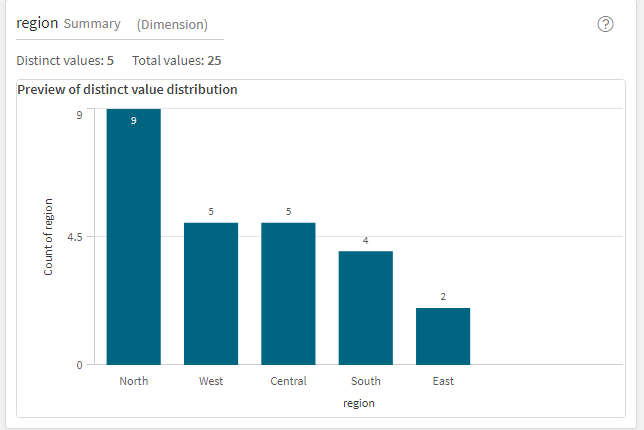 region Summary (Dimension) ?
Distinct values: 5 Total values: 25
Preview of distinct value distribution
9
4.5
0
Count of region
9
5
5
4
2
North West Central South East
region